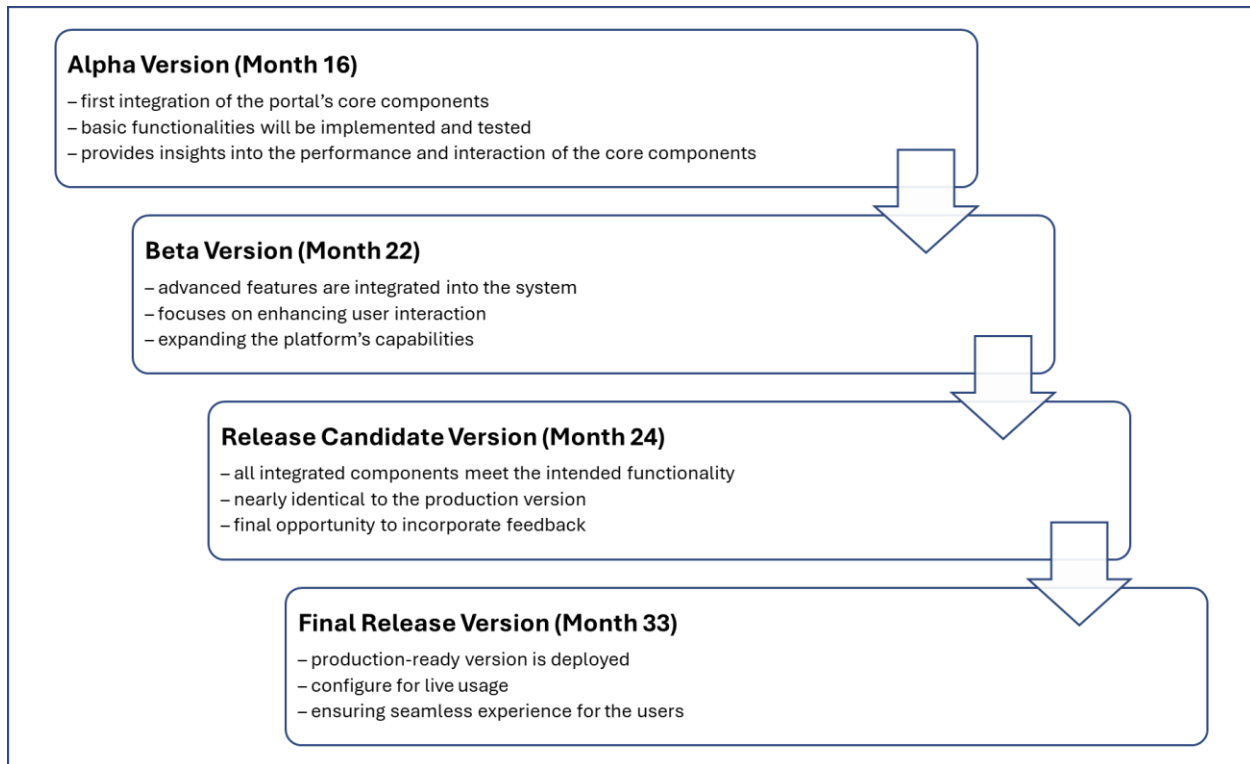 Alpha Version (Month 16)
– first integration of the portal’s core components
– basic functionalities will be implemented and tested
– provides insights into the performance and interaction of the core components
Beta Version (Month 22)
– advanced features are integrated into the system
– focuses on enhancing user interaction
– expanding the platform’s capabilities
Release Candidate Version (Month 24)
– all integrated components meet the intended functionality
– nearly identical to the production version
– final opportunity to incorporate feedback
Final Release Version (Month 33)
– production-ready version is deployed
– configure for live usage
– ensuring seamless experience for the users